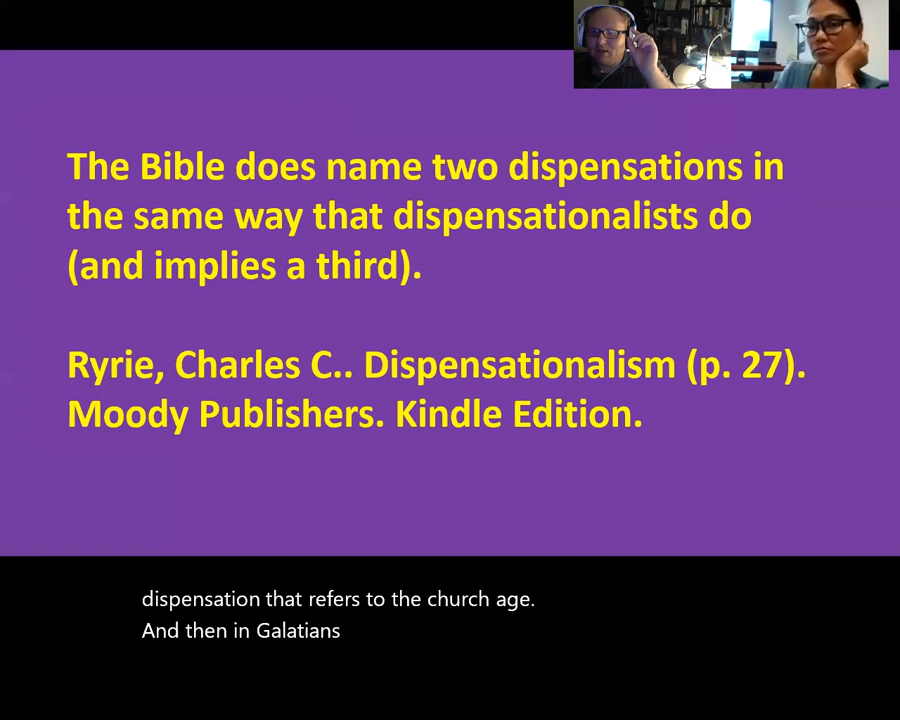 The Bible does name two dispensations in
the same way that dispensationalists do
(and implies a third).
Ryrie, Charles C.. Dispensationalism (p. 27).
Moody Publishers. Kindle Edition.
dispensation that refers to the church age.
And then in Galatians